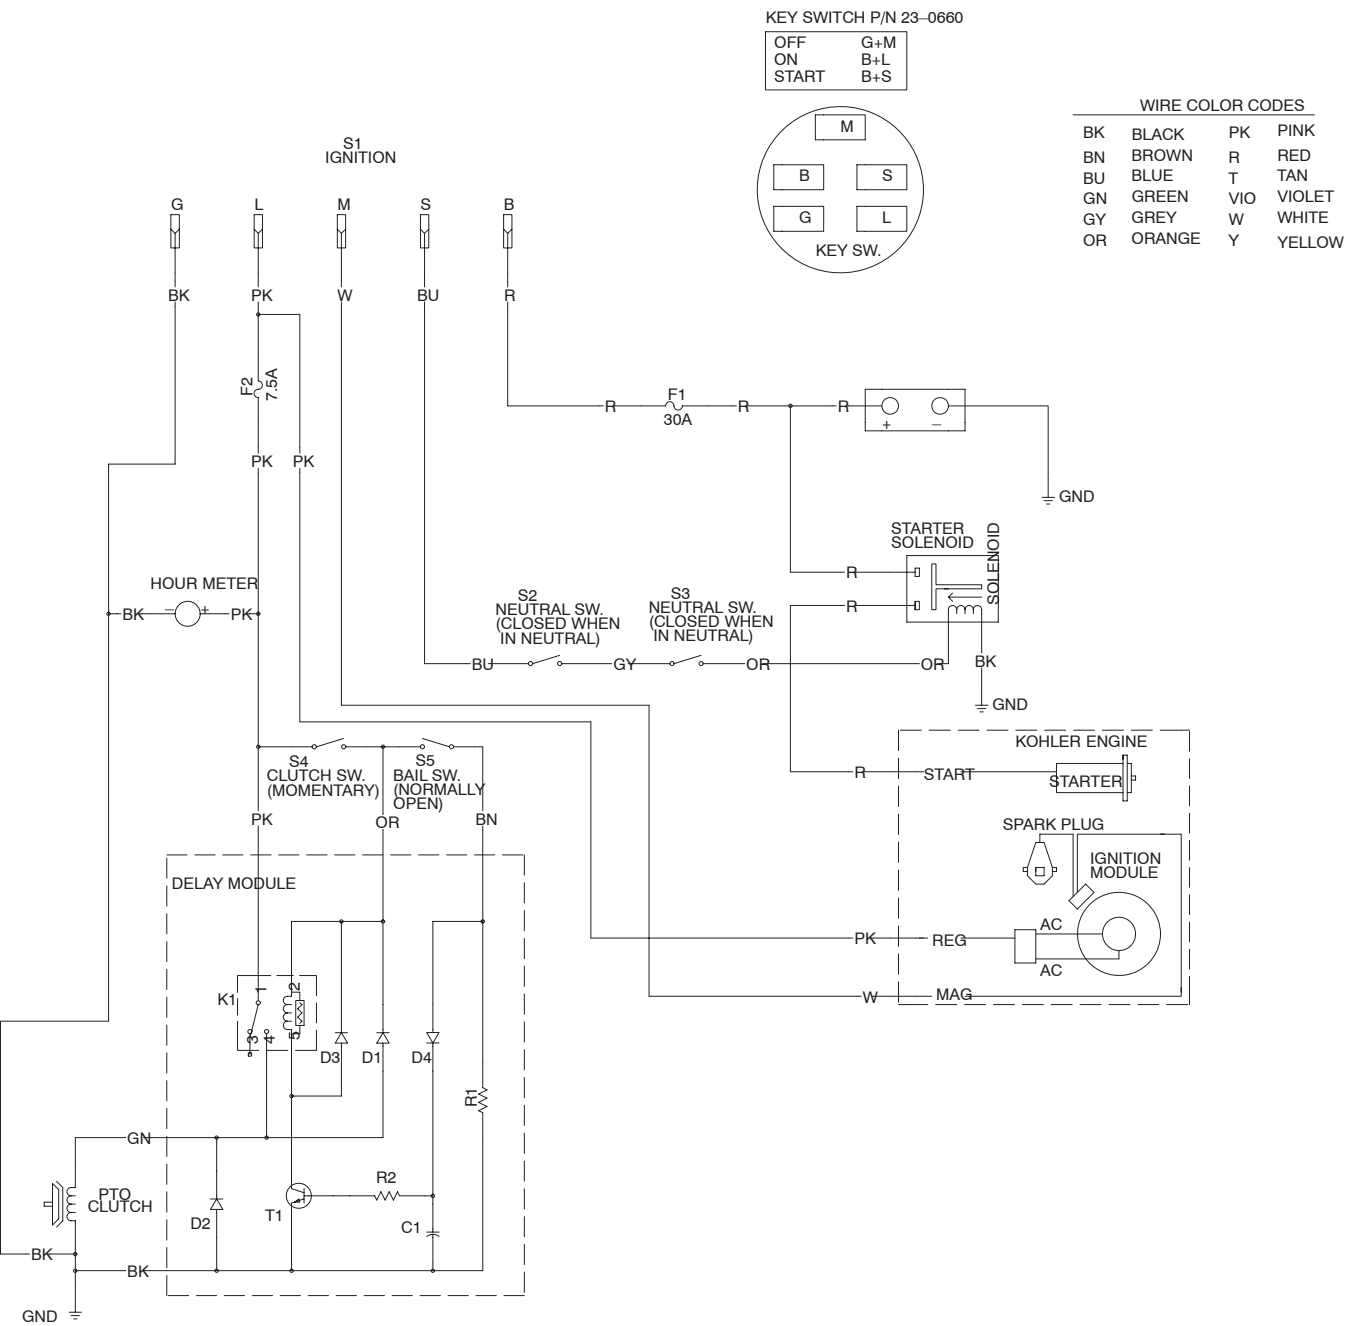 KEY SWITCH P/N 23–0660
OFF G+M
ON B+L
START B+S
WIRE COLOR CODES
BK BLACK PK PINK
BN BROWN R RED
BU BLUE T TAN
GN GREEN VIO VIOLET
GY GREY W WHITE
OR ORANGE Y YELLOW
M
B S
G L
KEY SW.
S1
IGNITION
G L M S B
BK PK W BU R
F2
7.5A
R F1 R R
30A
+ –
PK PK
GND
STARTER
SOLENOID
SOLENOID
R
R
HOUR METER
BK – + PK
S2
NEUTRAL SW.
(CLOSED WHEN
IN NEUTRAL)
S3
NEUTRAL SW.
(CLOSED WHEN
IN NEUTRAL)
BU GY OR OR BK
GND
KOHLER ENGINE
S4
CLUTCH SW.
(MOMENTARY)
S5
BAIL SW.
(NORMALLY
OPEN)
R START STARTER
PK OR BN
SPARK PLUG
IGNITION
MODULE
DELAY MODULE
AC
PK REG
AC
W MAG
K1 1 2
3 4 5
D3 D1 D4
R1
GN
PTO
CLUTCH
R2
D2 T1 C1
BK
BK
GND